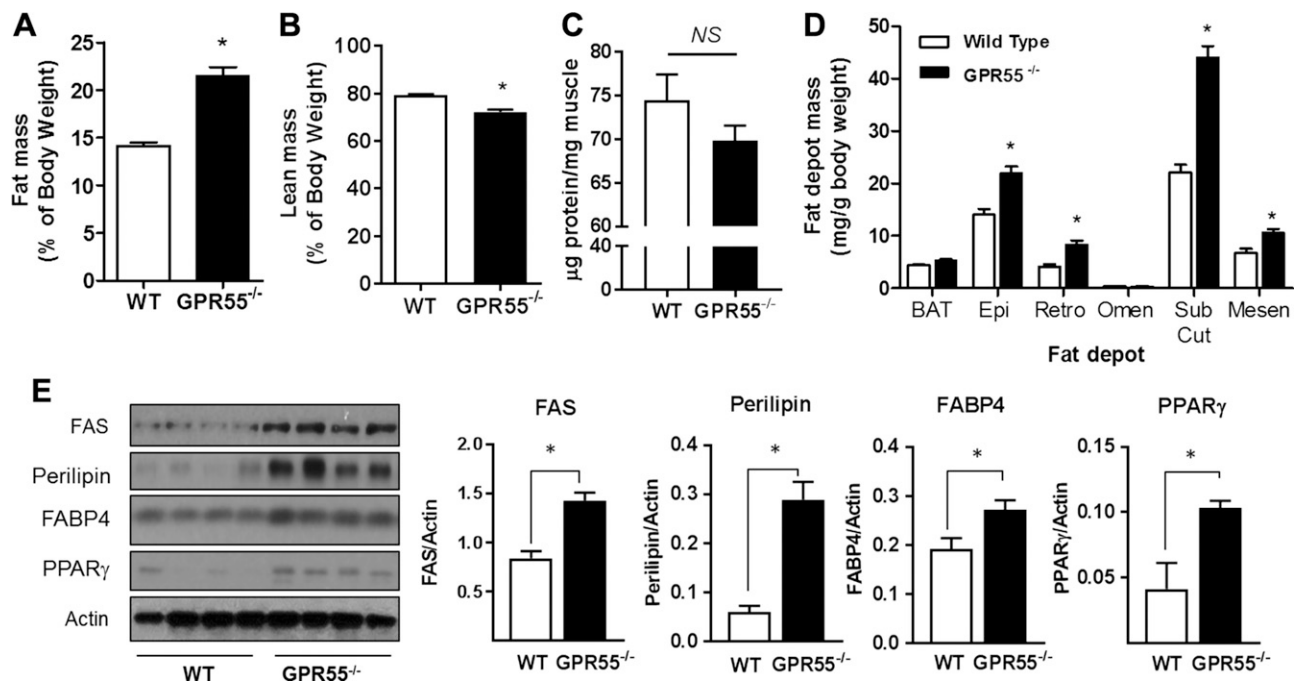 A
Fat mass
(% of Body Weight)
25
20
15
10
5
0
*
WT GPR55-/-
B
Lean mass
(% of Body Weight)
100
80
60
40
20
0
*
WT GPR55-/-
C
µg protein/mg muscle
80
75
70
65
60
40
0
NS
WT GPR55-/-
D
Fat depot mass
(mg/g body weight)
50
40
30
20
10
0
Wild Type
GPR55 -/-
*
*
*
*
BAT Epi Retro Omen Sub Mesen
Cut
Fat depot
E
FAS
Perilipin
FABP4
PPARγ
Actin
WT GPR55-/-
FAS
FAS/Actin
2.0
1.5
1.0
0.5
*
WT GPR55-/-
Perilipin
Perilipin/Actin
0.4
0.3
0.2
0.1
0.0
*
WT GPR55-/-
FABP4
FABP4/Actin
0.4
0.3
0.2
0.1
0.0
*
WT GPR55-/-
PPARγ
PPARγ/Actin
0.15
0.10
0.05
*
WT GPR55-/-